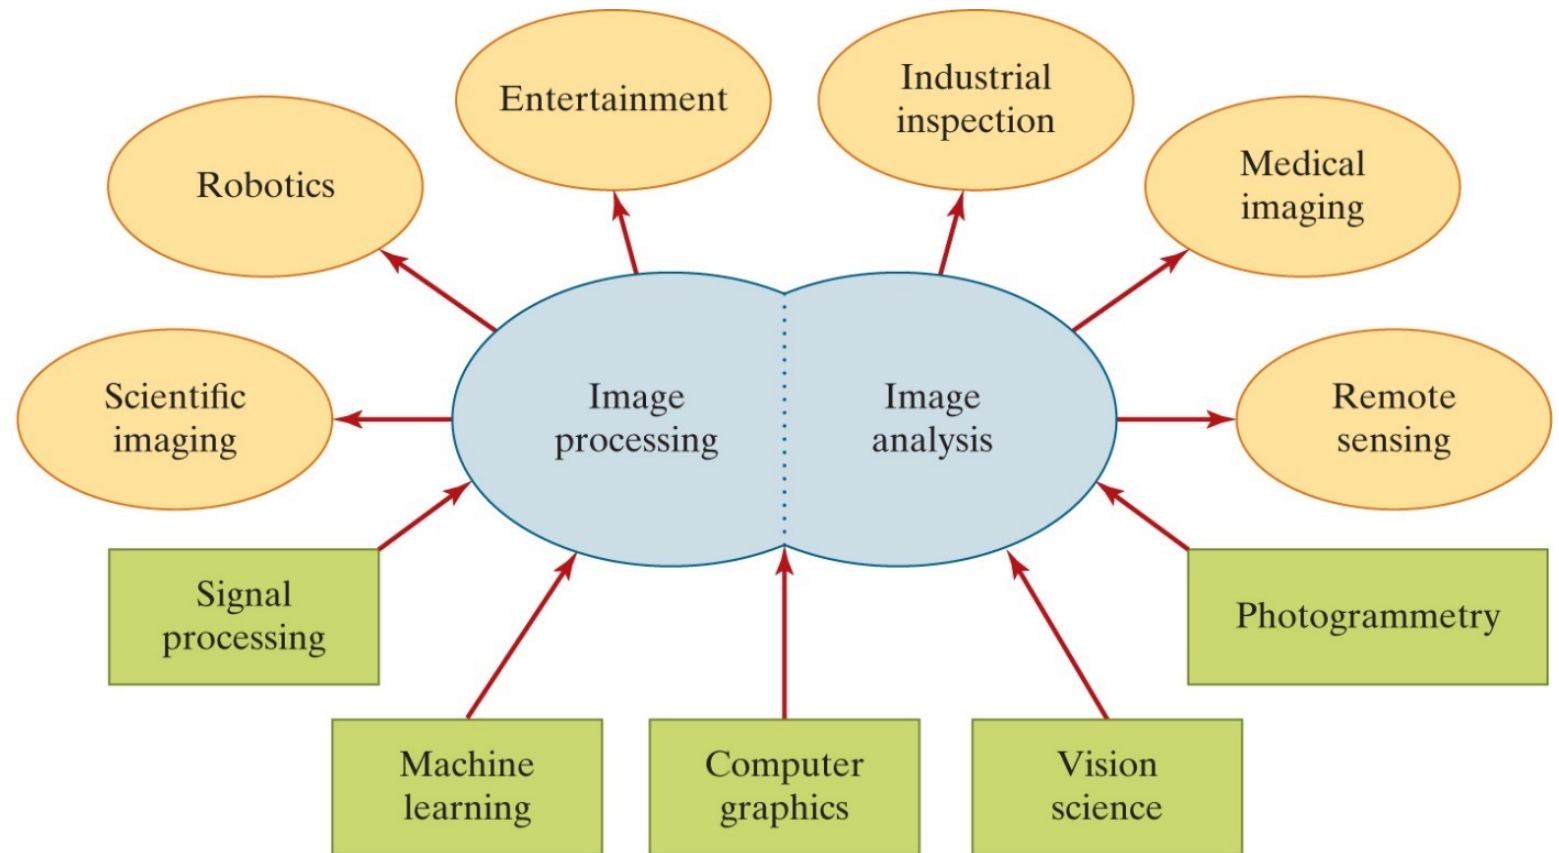 Entertainment
Industrial
inspection
Robotics
Medical
imaging
Scientific
imaging
Image
processing
Image
analysis
Remote
sensing
Signal
processing
Photogrammetry
Machine
learning
Computer
graphics
Vision
science